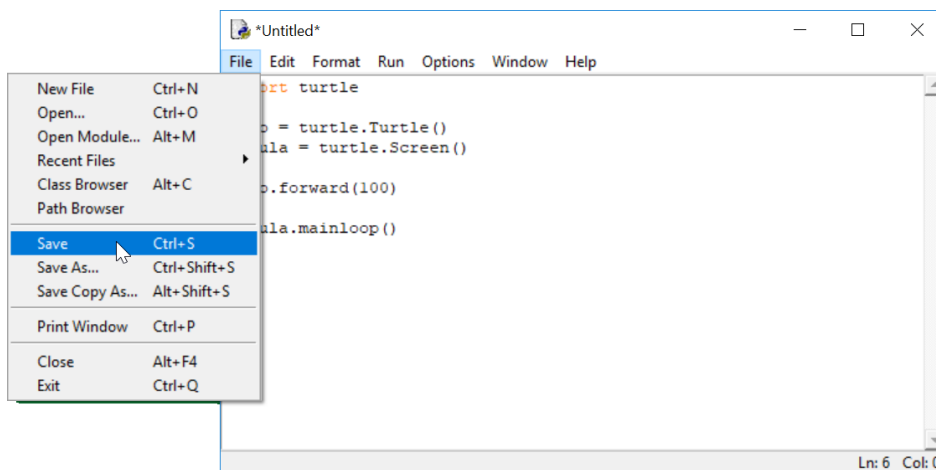 *Untitled*
File Edit Format Run Options Window Help
New File Ctrl+N
Open... Ctrl+O
Open Module... Alt+M
Recent Files
Class Browser Alt+C
Path Browser
Save Ctrl+S
Save As... Ctrl+Shift+S
Save Copy As... Alt+Shift+S
Print Window Ctrl+P
Close Alt+F4
Exit Ctrl+Q
ort turtle
= turtle.Turtle()
ula = turtle.Screen()
.forward(100)
ula.mainloop()
Ln: 6 Col: